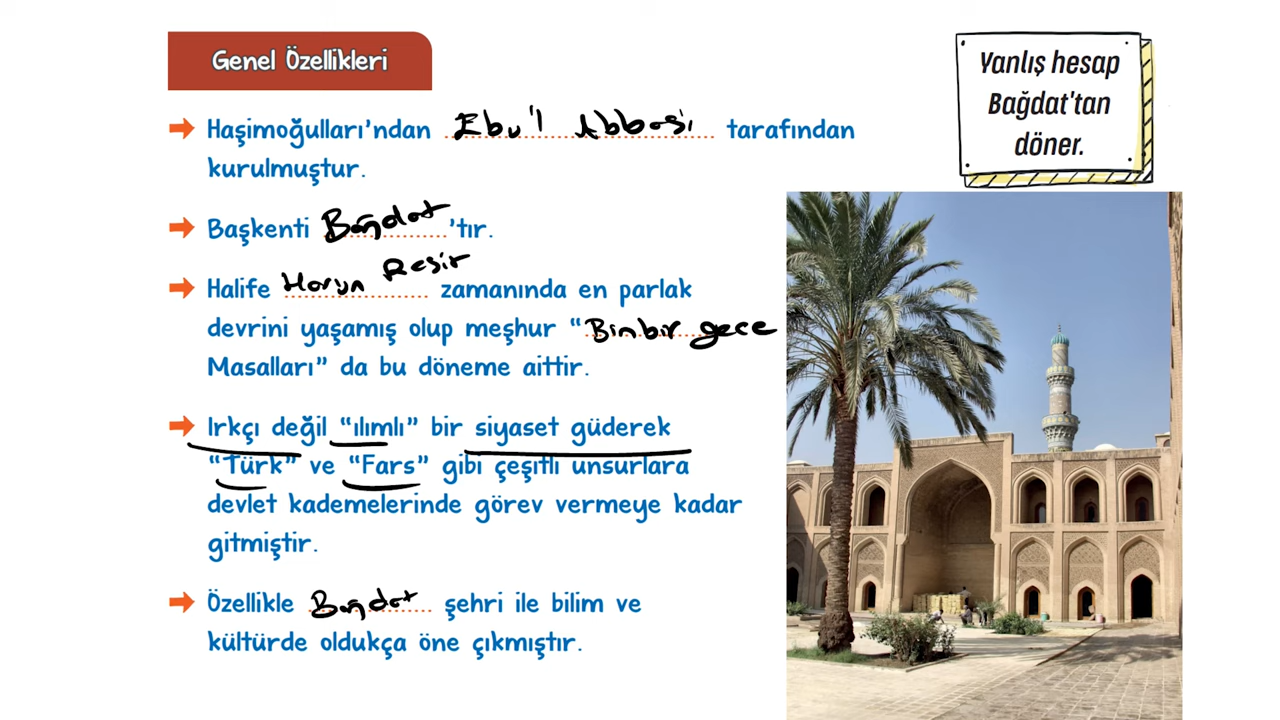 Genel Özellikleri
Yanlış hesap
Bağdat'tan
döner.
Haşimoğulları'ndan Ebu'l Abbasi tarafından
kurulmuştur.
Başkenti Bağdat'tır.
Halife Harun Reşir zamanında en parlak
devrini yaşamış olup meşhur "Binbir gece
Masalları" da bu döneme aittir.
Irkçı değil "ılımlı" bir siyaset güderek
"Türk" ve "Fars" gibi çeşitli unsurlara
devlet kademelerinde görev vermeye kadar
gitmiştir.
Özellikle Bağdat şehri ile bilim ve
kültürde oldukça öne çıkmıştır.